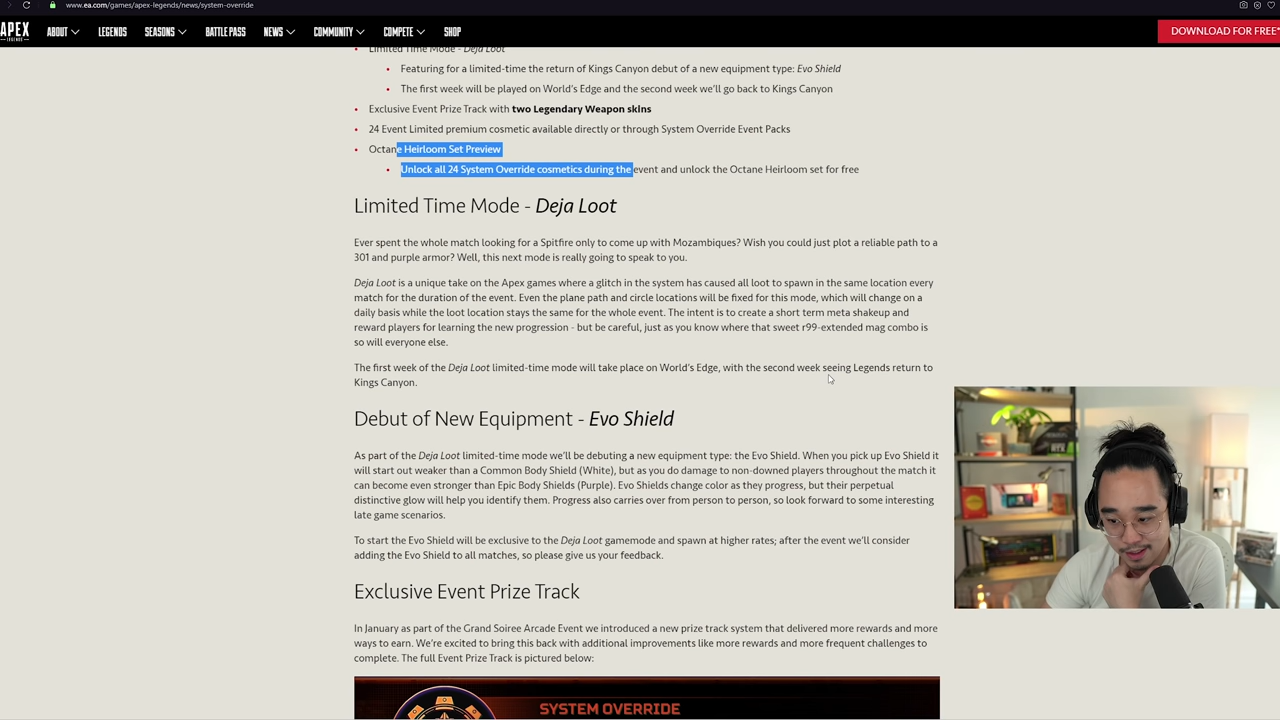 www.ea.com/games/apex-legends/news/system-override
APEX
LEGENDS
ABOUT LEGENDS SEASONS BATTLE PASS NEWS COMMUNITY COMPETE SHOP
DOWNLOAD FOR FREE*
Limited Time Mode - Deja Loot
Featuring for a limited-time the return of Kings Canyon debut of a new equipment type: Evo Shield
The first week will be played on World's Edge and the second week we'll go back to Kings Canyon
Exclusive Event Prize Track with two Legendary Weapon skins
24 Event Limited premium cosmetic available directly or through System Override Event Packs
Octane Heirloom Set Preview
Unlock all 24 System Override cosmetics during the event and unlock the Octane Heirloom set for free
Limited Time Mode - Deja Loot
Ever spent the whole match looking for a Spitfire only to come up with Mozambiques? Wish you could just plot a reliable path to a
301 and purple armor? Well, this next mode is really going to speak to you.
Deja Loot is a unique take on the Apex games where a glitch in the system has caused all loot to spawn in the same location every
match for the duration of the event. Even the plane path and circle locations will be fixed for this mode, which will change on a
daily basis while the loot location stays the same for the whole event. The intent is to create a short term meta shakeup and
reward players for learning the new progression - but be careful, just as you know where that sweet r99-extended mag combo is
so will everyone else.
The first week of the Deja Loot limited-time mode will take place on World's Edge, with the second week seeing Legends return to
Kings Canyon.
Debut of New Equipment - Evo Shield
As part of the Deja Loot limited-time mode we'll be debuting a new equipment type: the Evo Shield. When you pick up Evo Shield it
will start out weaker than a Common Body Shield (White), but as you do damage to non-downed players throughout the match it
can become even stronger than Epic Body Shields (Purple). Evo Shields change color as they progress, but their perpetual
distinctive glow will help you identify them. Progress also carries over from person to person, so look forward to some interesting
late game scenarios.
To start the Evo Shield will be exclusive to the Deja Loot gamemode and spawn at higher rates; after the event we'll consider
adding the Evo Shield to all matches, so please give us your feedback.
Exclusive Event Prize Track
In January as part of the Grand Soiree Arcade Event we introduced a new prize track system that delivered more rewards and more
ways to earn. We're excited to bring this back with additional improvements like more rewards and more frequent challenges to
complete. The full Event Prize Track is pictured below:
SYSTEM OVERRIDE